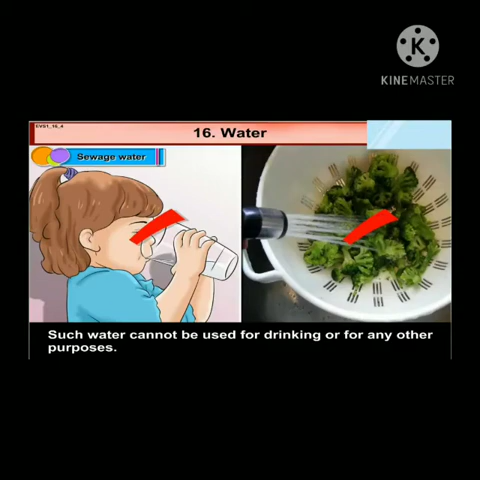 K
KINEMASTER
EVS1_16_4
16. Water
Sewage water
Such water cannot be used for drinking or for any other
purposes.